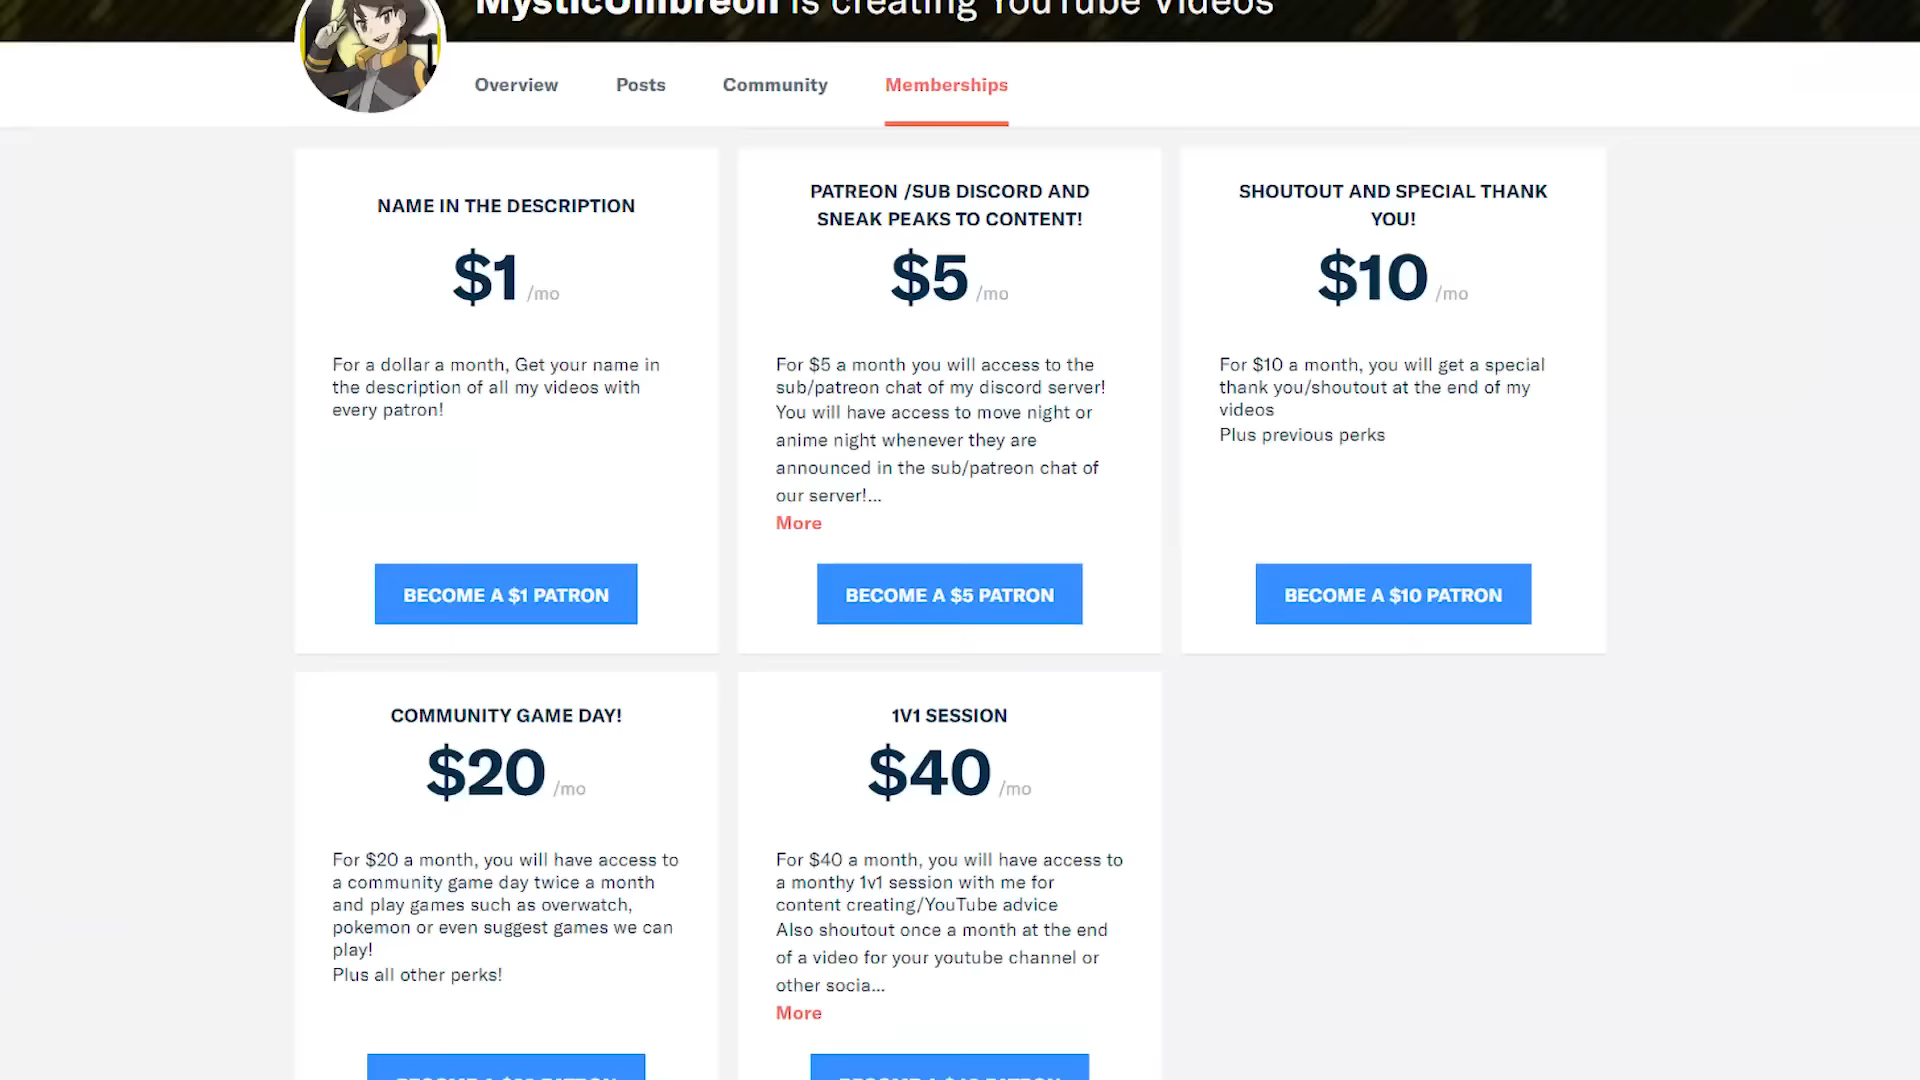 MysticUmbreon is creating YouTube Videos
Overview
Posts
Community
Memberships
NAME IN THE DESCRIPTION
$1 /mo
For a dollar a month, Get your name in
the description of all my videos with
every patron!
BECOME A $1 PATRON
PATREON /SUB DISCORD AND
SNEAK PEAKS TO CONTENT!
$5 /mo
For $5 a month you will access to the
sub/patreon chat of my discord server!
You will have access to move night or
anime night whenever they are
announced in the sub/patreon chat of
our server!...
More
BECOME A $5 PATRON
SHOUTOUT AND SPECIAL THANK
YOU!
$10 /mo
For $10 a month, you will get a special
thank you/shoutout at the end of my
videos
Plus previous perks
BECOME A $10 PATRON
COMMUNITY GAME DAY!
$20 /mo
For $20 a month, you will have access to
a community game day twice a month
and play games such as overwatch,
pokemon or even suggest games we can
play!
Plus all other perks!
BECOME A $20 PATRON
1V1 SESSION
$40 /mo
For $40 a month, you will have access to
a monthy 1v1 session with me for
content creating/YouTube advice
Also shoutout once a month at the end
of a video for your youtube channel or
other socia...
More
BECOME A $40 PATRON